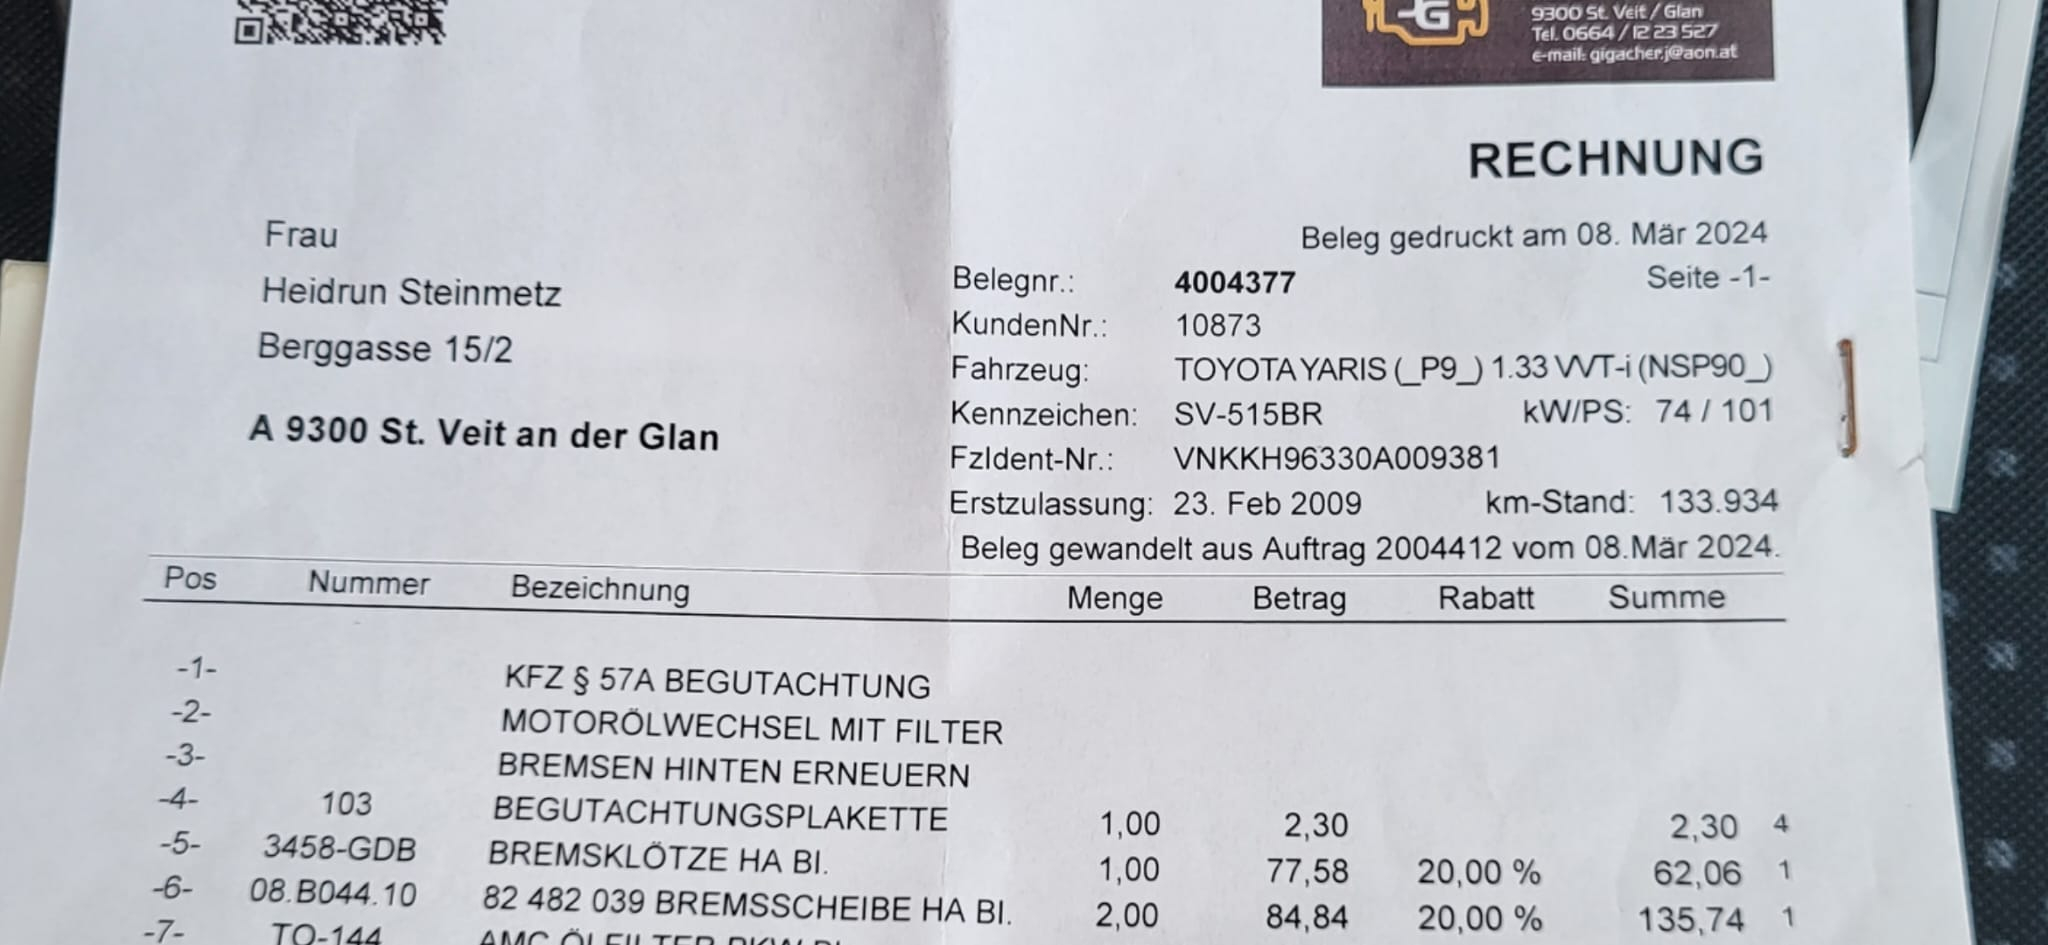 G
9300 St. Veit / Glan
Tel. 0664 / 12 23 527
e-mail: gigacher.j@aon.at
RECHNUNG
Beleg gedruckt am 08. Mär 2024
Seite -1-
Frau
Heidrun Steinmetz
Berggasse 15/2
A 9300 St. Veit an der Glan
Belegnr.: 4004377
KundenNr.: 10873
Fahrzeug: TOYOTA YARIS (_P9_) 1.33 VVT-i (NSP90_)
Kennzeichen: SV-515BR kW/PS: 74 / 101
FzIdent-Nr.: VNKKH96330A009381
Erstzulassung: 23. Feb 2009 km-Stand: 133.934
Beleg gewandelt aus Auftrag 2004412 vom 08.Mär 2024.
Pos Nummer Bezeichnung Menge Betrag Rabatt Summe
-1- KFZ § 57A BEGUTACHTUNG
-2- MOTORÖLWECHSEL MIT FILTER
-3- BREMSEN HINTEN ERNEUERN
-4- 103 BEGUTACHTUNGSPLAKETTE 1,00 2,30 2,30 4
-5- 3458-GDB BREMSKLÖTZE HA BI. 1,00 77,58 20,00 % 62,06 1
-6- 08.B044.10 82 482 039 BREMSSCHEIBE HA BI. 2,00 84,84 20,00 % 135,74 1
-7- TO-144 AMC ÖLFILTER